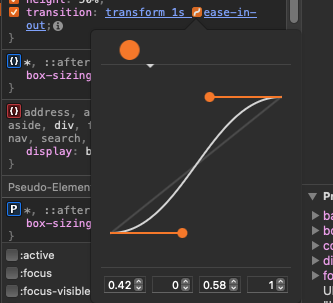 height: 50%;
transition: transform 1s ease-in-
out;
}
*, ::after
box-sizing
}
address, a
aside, div, f
nav, search
display: b
}
Pseudo-Elemen
*, ::after
box-sizing
}
:active
:focus
:focus-visible
0.42 0 0.58 1
Pr
ba
bo
co
di
fo